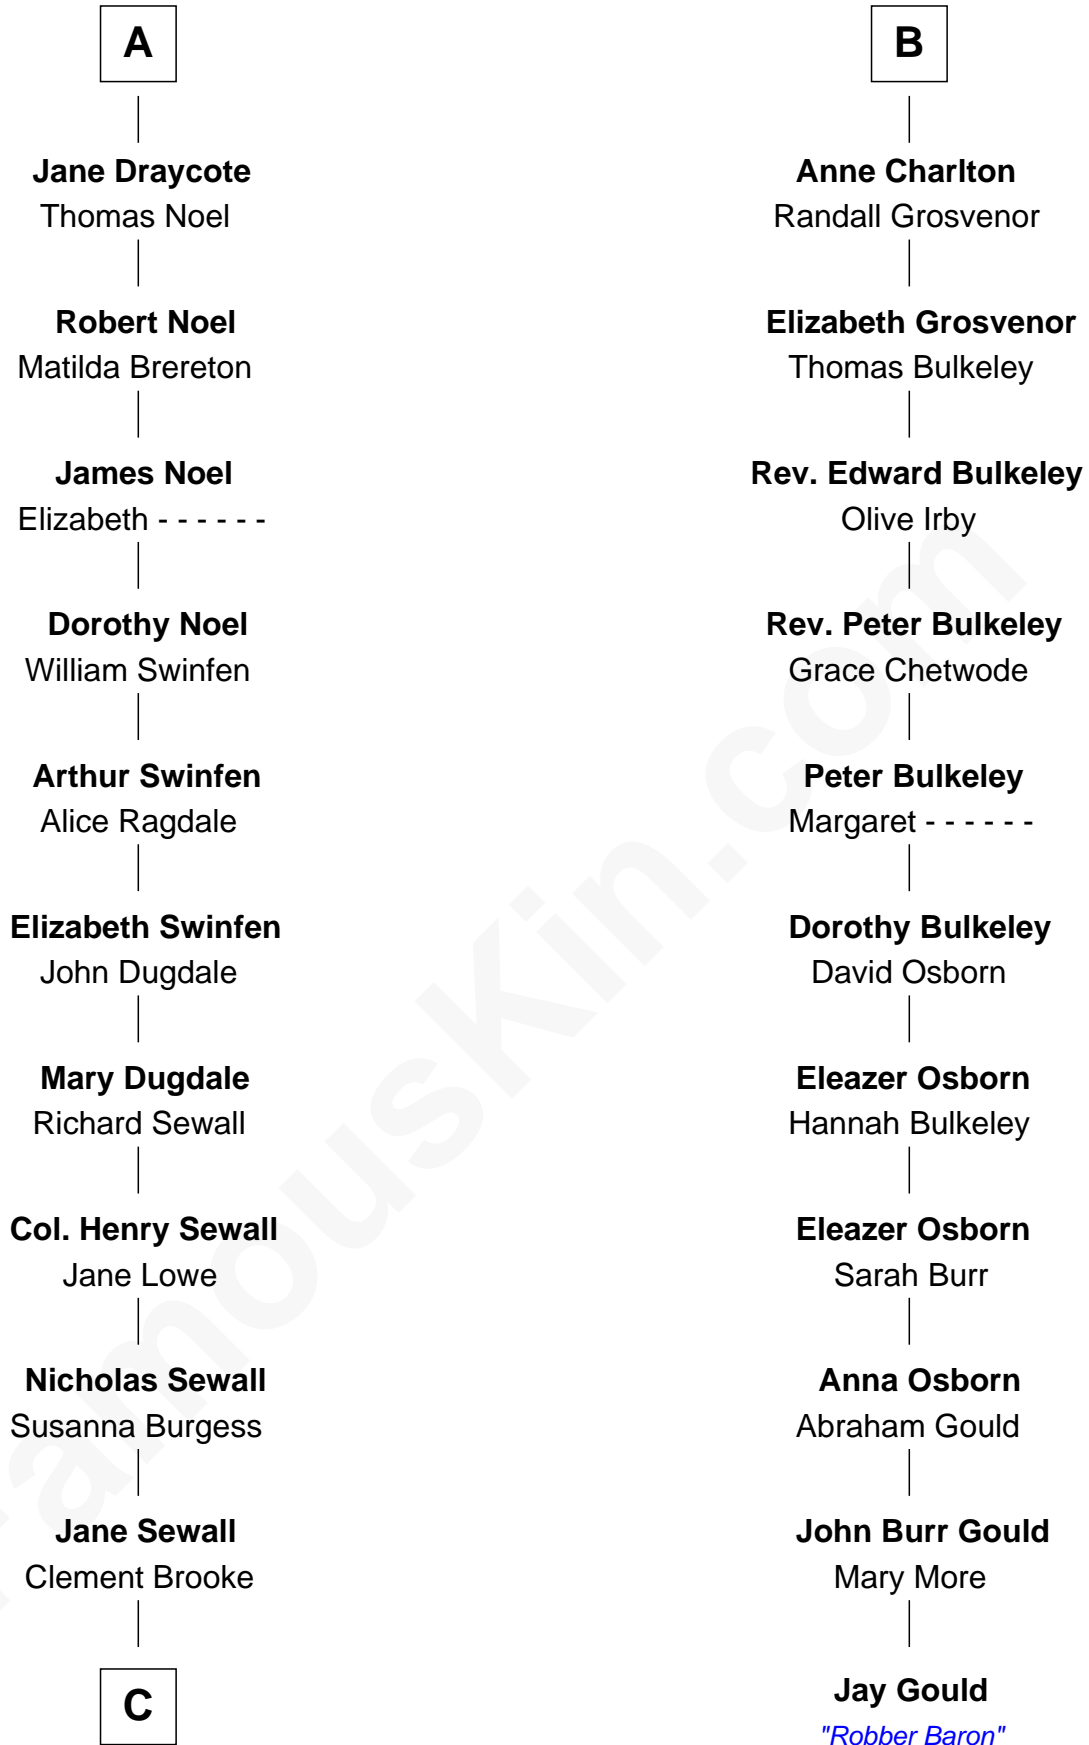 A
Jane Draycote
Thomas Noel
Robert Noel
Matilda Brereton
James Noel
Elizabeth - - - - - -
Dorothy Noel
William Swinfen
Arthur Swinfen
Alice Ragdale
Elizabeth Swinfen
John Dugdale
Mary Dugdale
Richard Sewall
Col. Henry Sewall
Jane Lowe
Nicholas Sewall
Susanna Burgess
Jane Sewall
Clement Brooke
C
B
Anne Charlton
Randall Grosvenor
Elizabeth Grosvenor
Thomas Bulkeley
Rev. Edward Bulkeley
Olive Irby
Rev. Peter Bulkeley
Grace Chetwode
Peter Bulkeley
Margaret - - - - - -
Dorothy Bulkeley
David Osborn
Eleazer Osborn
Hannah Bulkeley
Eleazer Osborn
Sarah Burr
Anna Osborn
Abraham Gould
John Burr Gould
Mary More
Jay Gould
"Robber Baron"
FamousKin.com